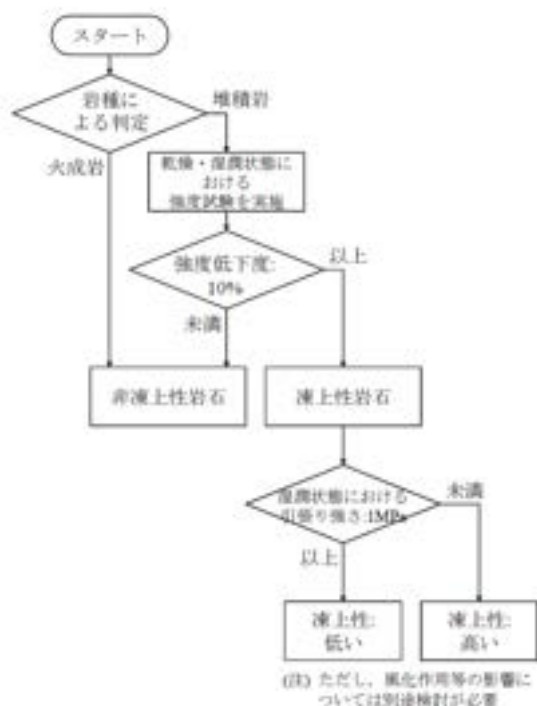 スタート
岩種に
よる判定
堆積岩
火成岩
乾燥・湿潤状態に
おける
強度試験を実施
強度低下度:
10%
以上
未満
非凍上性岩石
凍上性岩石
湿潤状態における
引張り強さ:1MPa
未満
以上
凍上性:
低い
凍上性:
高い
(注) ただし、風化作用等の影響に
ついては別途検討が必要